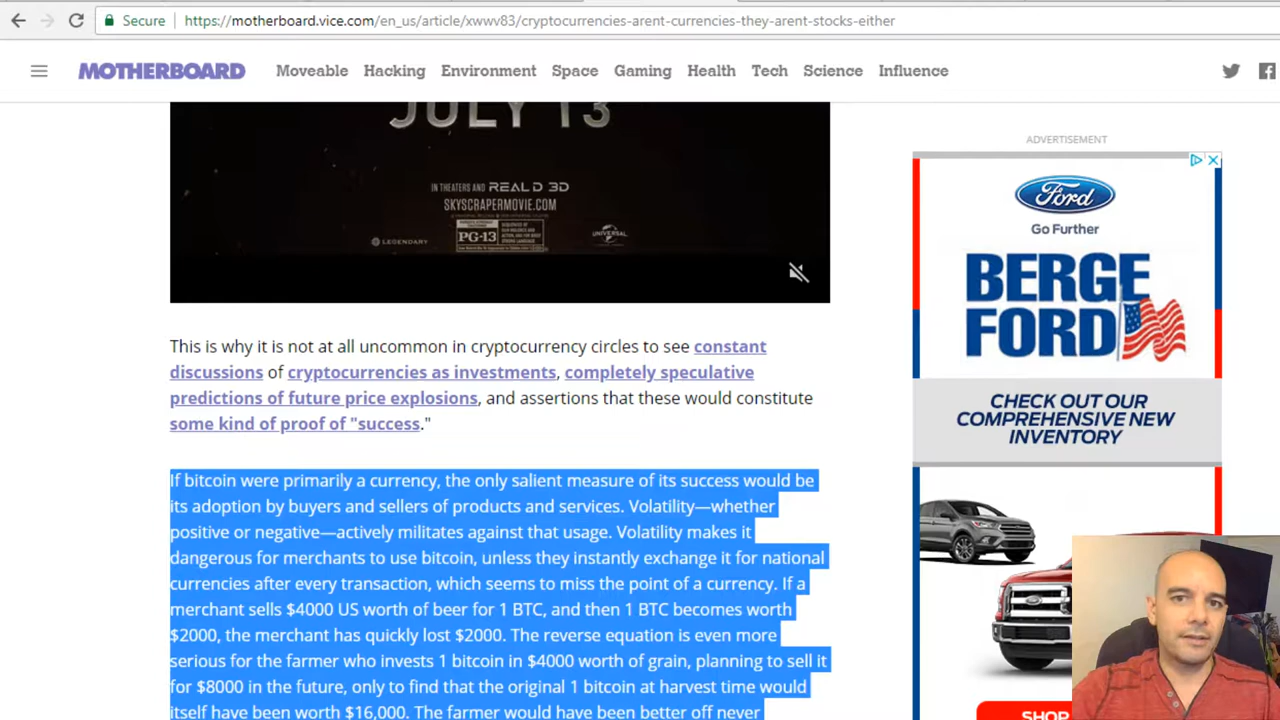 Secure
https://motherboard.vice.com/en_us/article/xwwv83/cryptocurrencies-arent-currencies-they-arent-stocks-either
MOTHERBOARD
Moveable Hacking Environment Space Gaming Health Tech Science Influence
JULY 13
IN THEATERS AND REAL D 3D
SKYSCRAPERMOVIE.COM
LEGENDARY
PG-13
UNIVERSAL
This is why it is not at all uncommon in cryptocurrency circles to see constant
discussions of cryptocurrencies as investments, completely speculative
predictions of future price explosions, and assertions that these would constitute
some kind of proof of "success."
If bitcoin were primarily a currency, the only salient measure of its success would be
its adoption by buyers and sellers of products and services. Volatility—whether
positive or negative—actively militates against that usage. Volatility makes it
dangerous for merchants to use bitcoin, unless they instantly exchange it for national
currencies after every transaction, which seems to miss the point of a currency. If a
merchant sells $4000 US worth of beer for 1 BTC, and then 1 BTC becomes worth
$2000, the merchant has quickly lost $2000. The reverse equation is even more
serious for the farmer who invests 1 bitcoin in $4000 worth of grain, planning to sell it
for $8000 in the future, only to find that the original 1 bitcoin at harvest time would
itself have been worth $16,000. The farmer would have been better off never
ADVERTISEMENT
Ford
Go Further
BERGE
FORD
CHECK OUT OUR
COMPREHENSIVE NEW
INVENTORY
SHOP